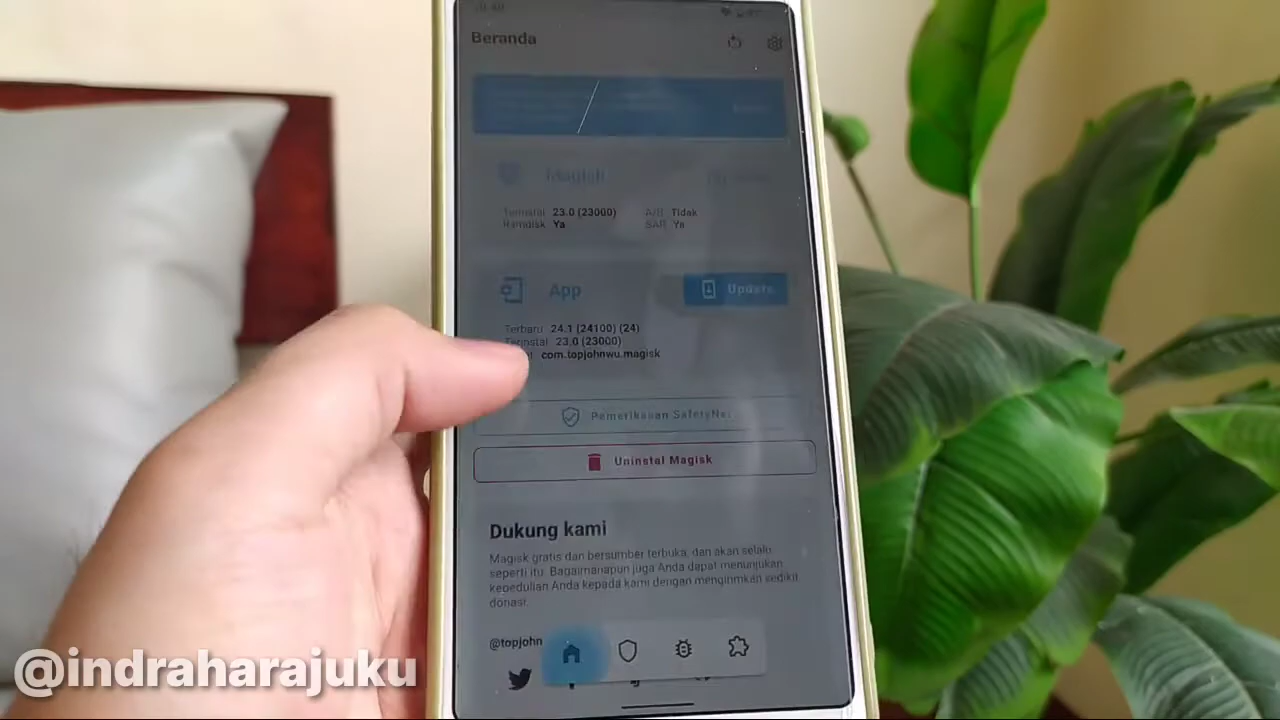 Beranda
Magisk
Terinstal 23.0 (23000) A/B Tidak
Ramdisk Ya SAR Ya
App Update
Terbaru 24.1 (24100) (24)
Terinstal 23.0 (23000)
com.topjohnwu.magisk
Pemeriksaan SafetyNet
Uninstal Magisk
Dukung kami
Magisk gratis dan bersumber terbuka, dan akan selalu
seperti itu. Bagaimanapun juga Anda dapat menunjukan
kepedulian Anda kepada kami dengan mengirimkan sedikit
donasi.
@topjohn
@indraharajuku